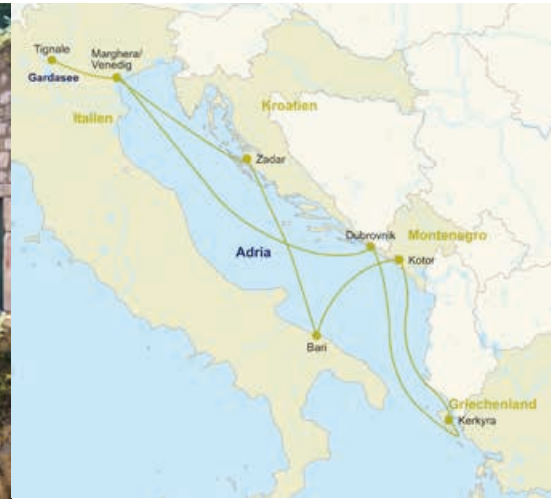 Tignale
Marghera/
Venedig
Gardasee
Italien
Kroatien
Zadar
Adria
Dubrovnik
Montenegro
Kotor
Bari
Griechenland
Kerkyra